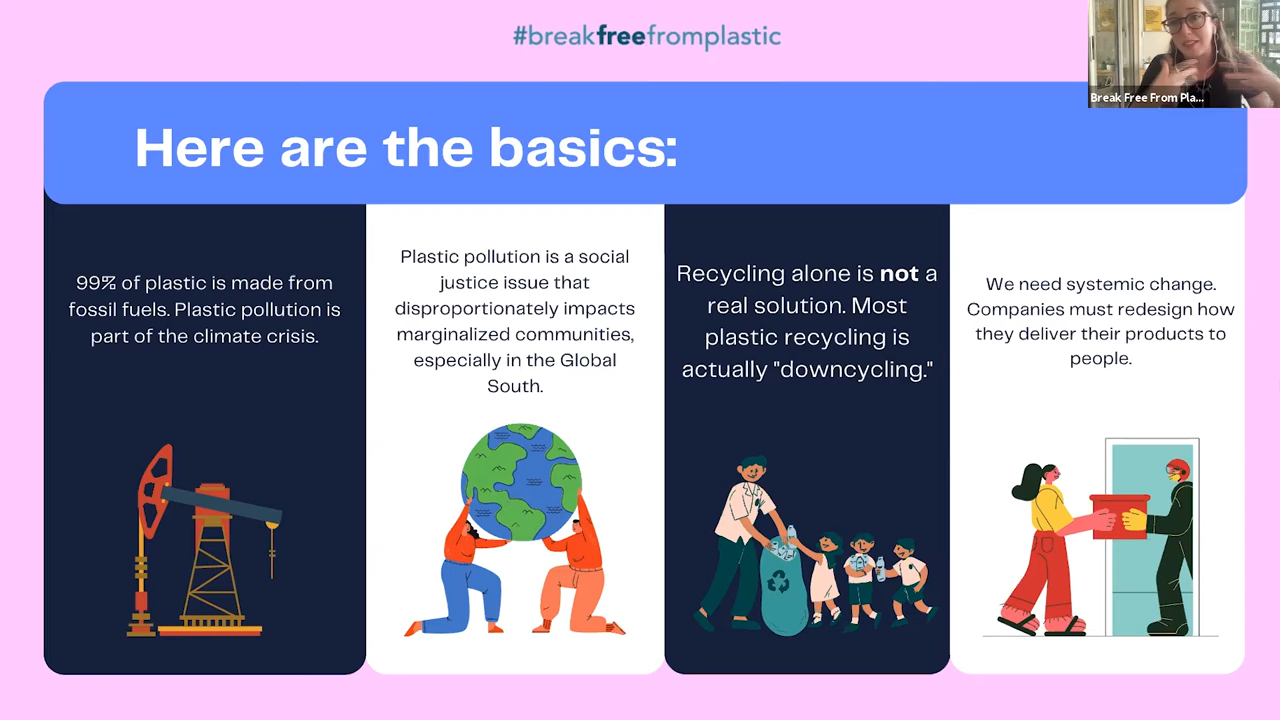 #breakfreefromplastic
Break Free From Pla...
Here are the basics:
99% of plastic is made from
fossil fuels. Plastic pollution is
part of the climate crisis.
Plastic pollution is a social
justice issue that
disproportionately impacts
marginalized communities,
especially in the Global
South.
Recycling alone is not a
real solution. Most
plastic recycling is
actually "downcycling."
We need systemic change.
Companies must redesign how
they deliver their products to
people.